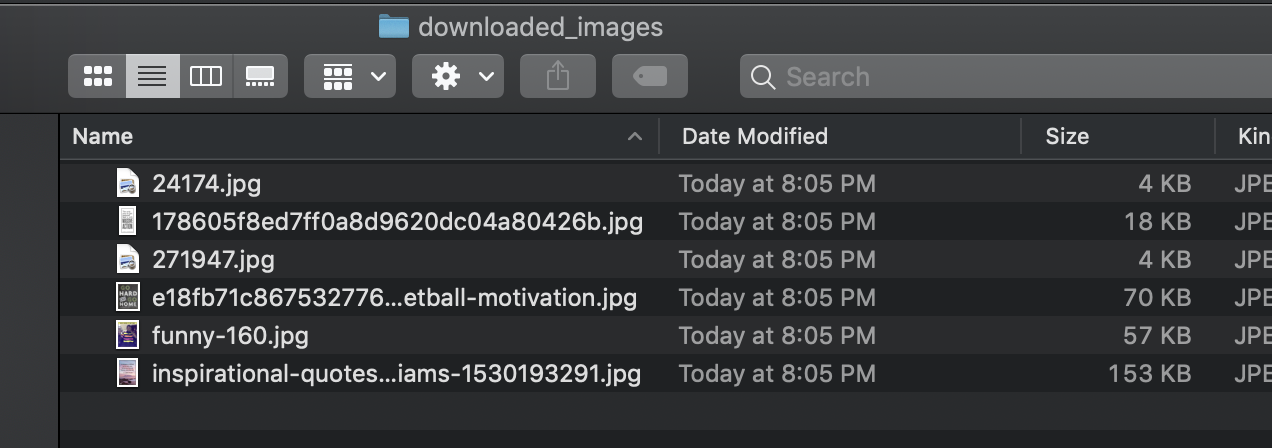 downloaded_images
Search
Name Date Modified Size Kin
24174.jpg Today at 8:05 PM 4 KB JPE
178605f8ed7ff0a8d9620dc04a80426b.jpg Today at 8:05 PM 18 KB JPE
271947.jpg Today at 8:05 PM 4 KB JPE
e18fb71c867532776...etball-motivation.jpg Today at 8:05 PM 70 KB JPE
funny-160.jpg Today at 8:05 PM 57 KB JPE
inspirational-quotes...iams-1530193291.jpg Today at 8:05 PM 153 KB JPE